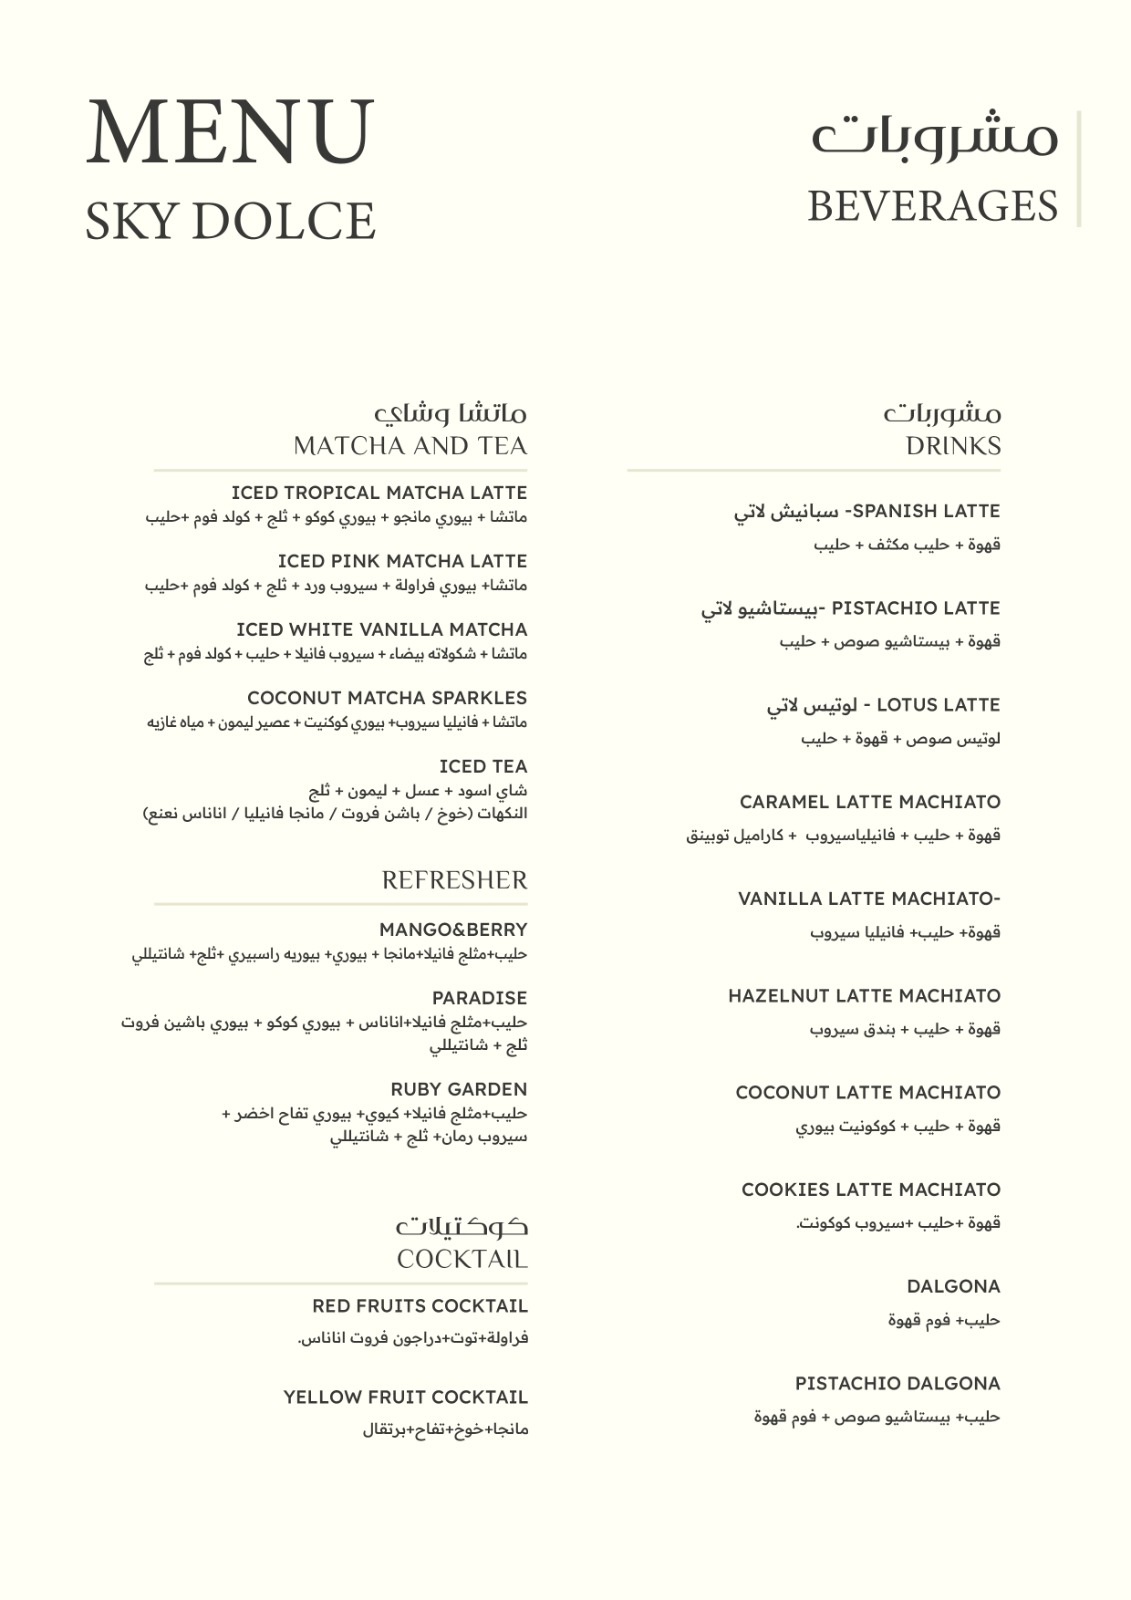 MENU
SKY DOLCE
مشروبات
BEVERAGES
مشوربات
DRINKS
سبانيش لاتي -SPANISH LATTE
قهوة + حليب مكثف + حليب
بيستاشيو لاتي- PISTACHIO LATTE
قهوة + بيستاشيو صوص + حليب
لوتيس لاتي - LOTUS LATTE
لوتيس صوص + قهوة + حليب
CARAMEL LATTE MACHIATO
قهوة + حليب + فانيلياسيروب + كاراميل توبينق
VANILLA LATTE MACHIATO-
قهوة+ حليب+ فانيليا سيروب
HAZELNUT LATTE MACHIATO
قهوة + حليب + بندق سيروب
COCONUT LATTE MACHIATO
قهوة + حليب + كوكونيت بيوري
COOKIES LATTE MACHIATO
قهوة +حليب +سيروب كوكونت.
DALGONA
حليب+ فوم قهوة
PISTACHIO DALGONA
حليب+ بيستاشيو صوص + فوم قهوة
ماتشا وشاي
MATCHA AND TEA
ICED TROPICAL MATCHA LATTE
ماتشا + بيوري مانجو + بيوري كوكو + ثلج + كولد فوم +حليب
ICED PINK MATCHA LATTE
ماتشا+ بيوري فراولة + سيروب ورد + ثلج + كولد فوم +حليب
ICED WHITE VANILLA MATCHA
ماتشا + شكولاته بيضاء + سيروب فانيلا + حليب + كولد فوم + ثلج
COCONUT MATCHA SPARKLES
ماتشا + فانيليا سيروب+ بيوري كوكنيت + عصير ليمون + مياه غازيه
ICED TEA
شاي اسود + عسل + ليمون + ثلج
النكهات (خوخ / باشن فروت / مانجا فانيليا / اناناس نعنع)
REFRESHER
MANGO&BERRY
حليب+مثلج فانيلا+مانجا + بيوري+ بيوريه راسبيري +ثلج+ شانتيللي
PARADISE
حليب+مثلج فانيلا+اناناس + بيوري كوكو + بيوري باشين فروت
ثلج + شانتيللي
RUBY GARDEN
حليب+مثلج فانيلا+ كيوي+ بيوري تفاح اخضر +
سيروب رمان+ ثلج + شانتيللي
كوكتيلات
COCKTAIL
RED FRUITS COCKTAIL
فراولة+توت+دراجون فروت اناناس.
YELLOW FRUIT COCKTAIL
مانجا+خوخ+تفاح+برتقال